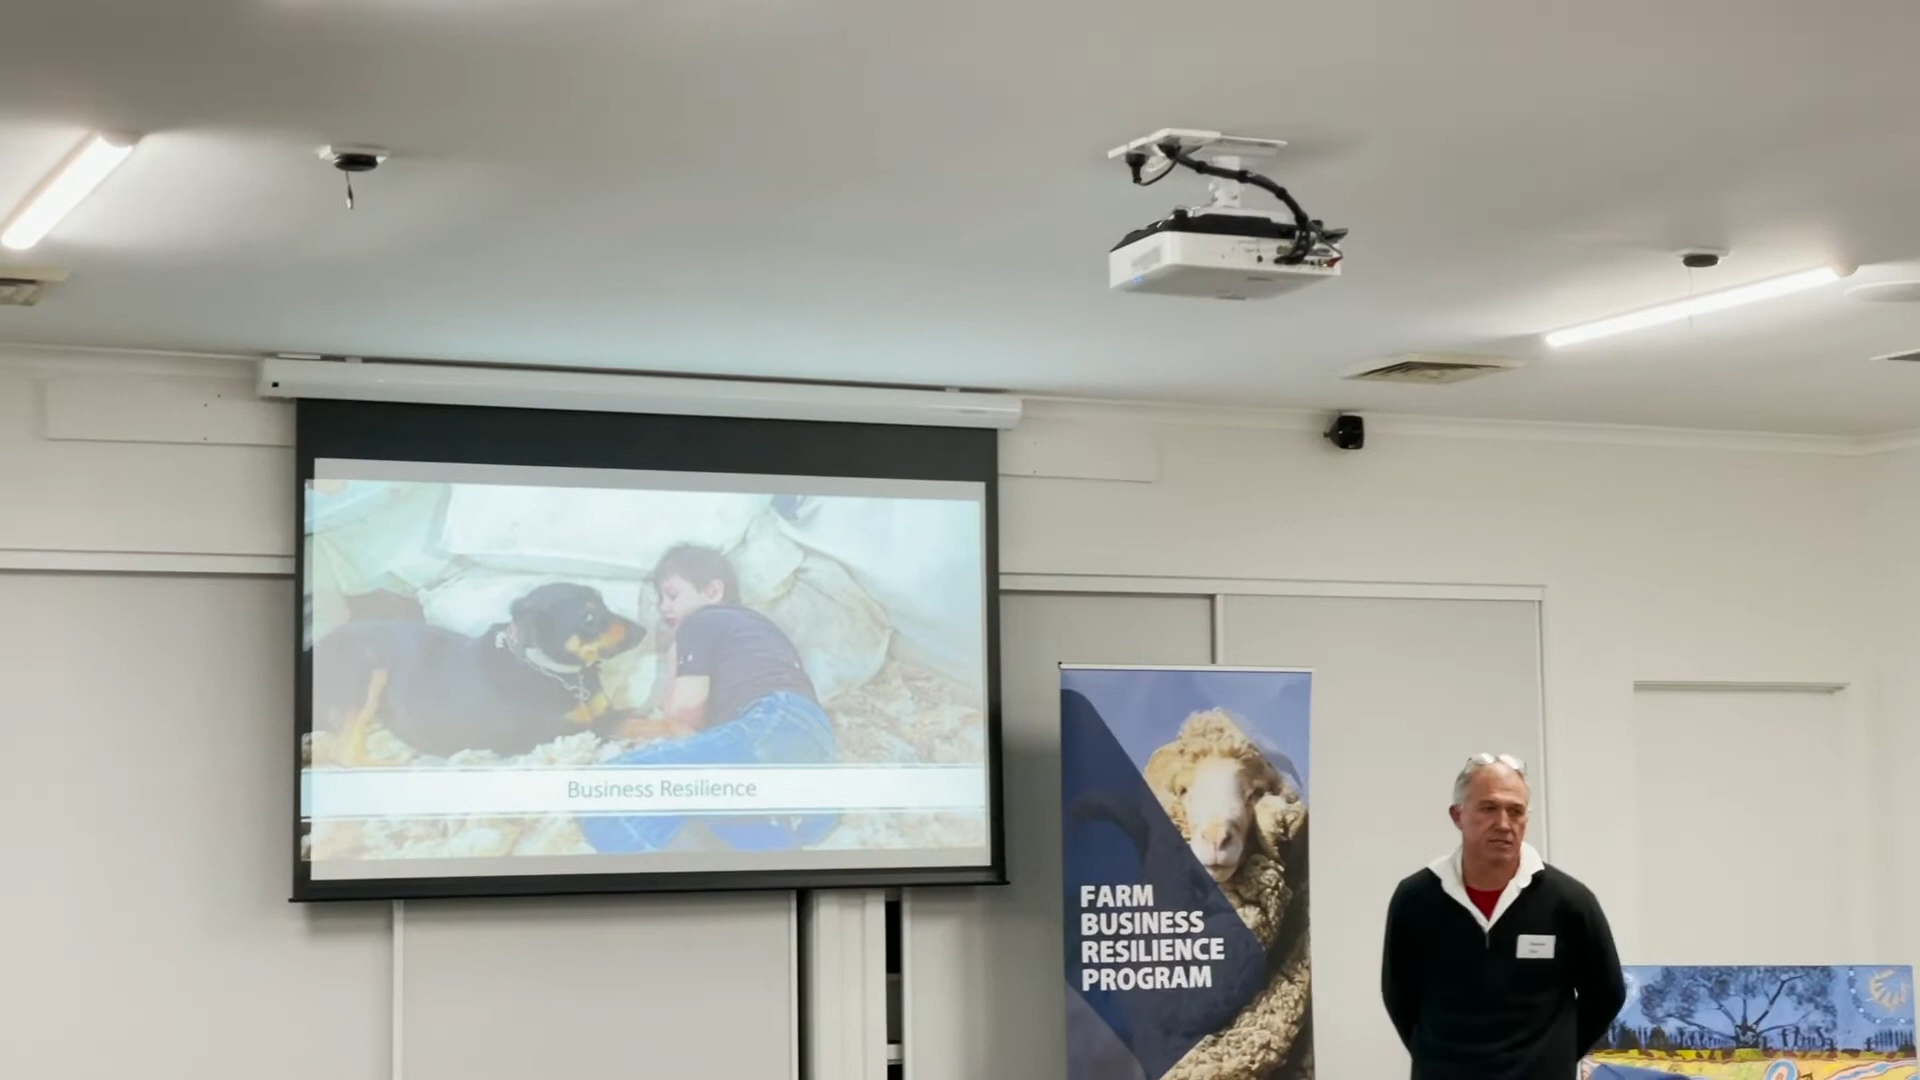 Business Resilience
FARM
BUSINESS
RESILIENCE
PROGRAM